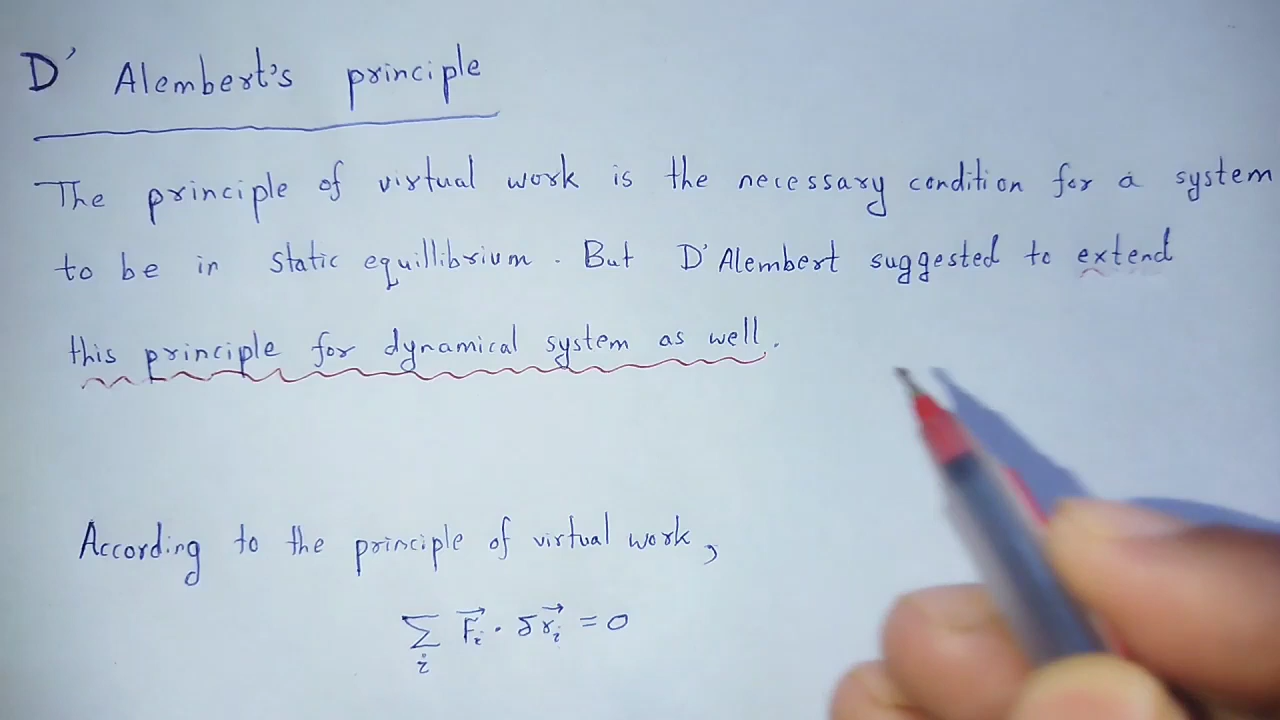 D' Alembert's principle
The principle of virtual work is the necessary condition for a system
to be in static equillibrium. But D'Alembert suggested to extend
this principle for dynamical system as well.
According to the principle of virtual work,
∑ᵢ F⃗ᵢ · δr⃗ᵢ = 0